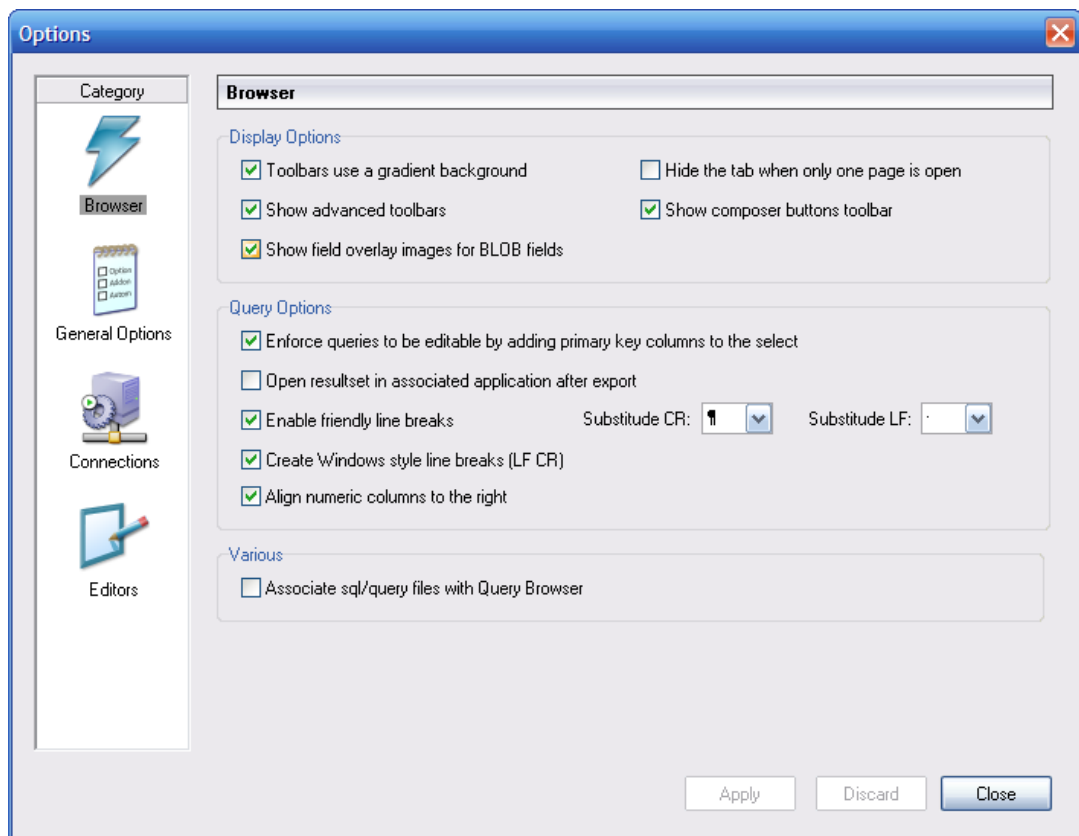 Options
Category
Browser
Option
Addon
Autom
General Options
Connections
Editors
Browser
Display Options
Toolbars use a gradient background
Hide the tab when only one page is open
Show advanced toolbars
Show composer buttons toolbar
Show field overlay images for BLOB fields
Query Options
Enforce queries to be editable by adding primary key columns to the select
Open resultset in associated application after export
Enable friendly line breaks
Substitude CR: ¶
Substitude LF: ·
Create Windows style line breaks (LF CR)
Align numeric columns to the right
Various
Associate sql/query files with Query Browser
Apply
Discard
Close